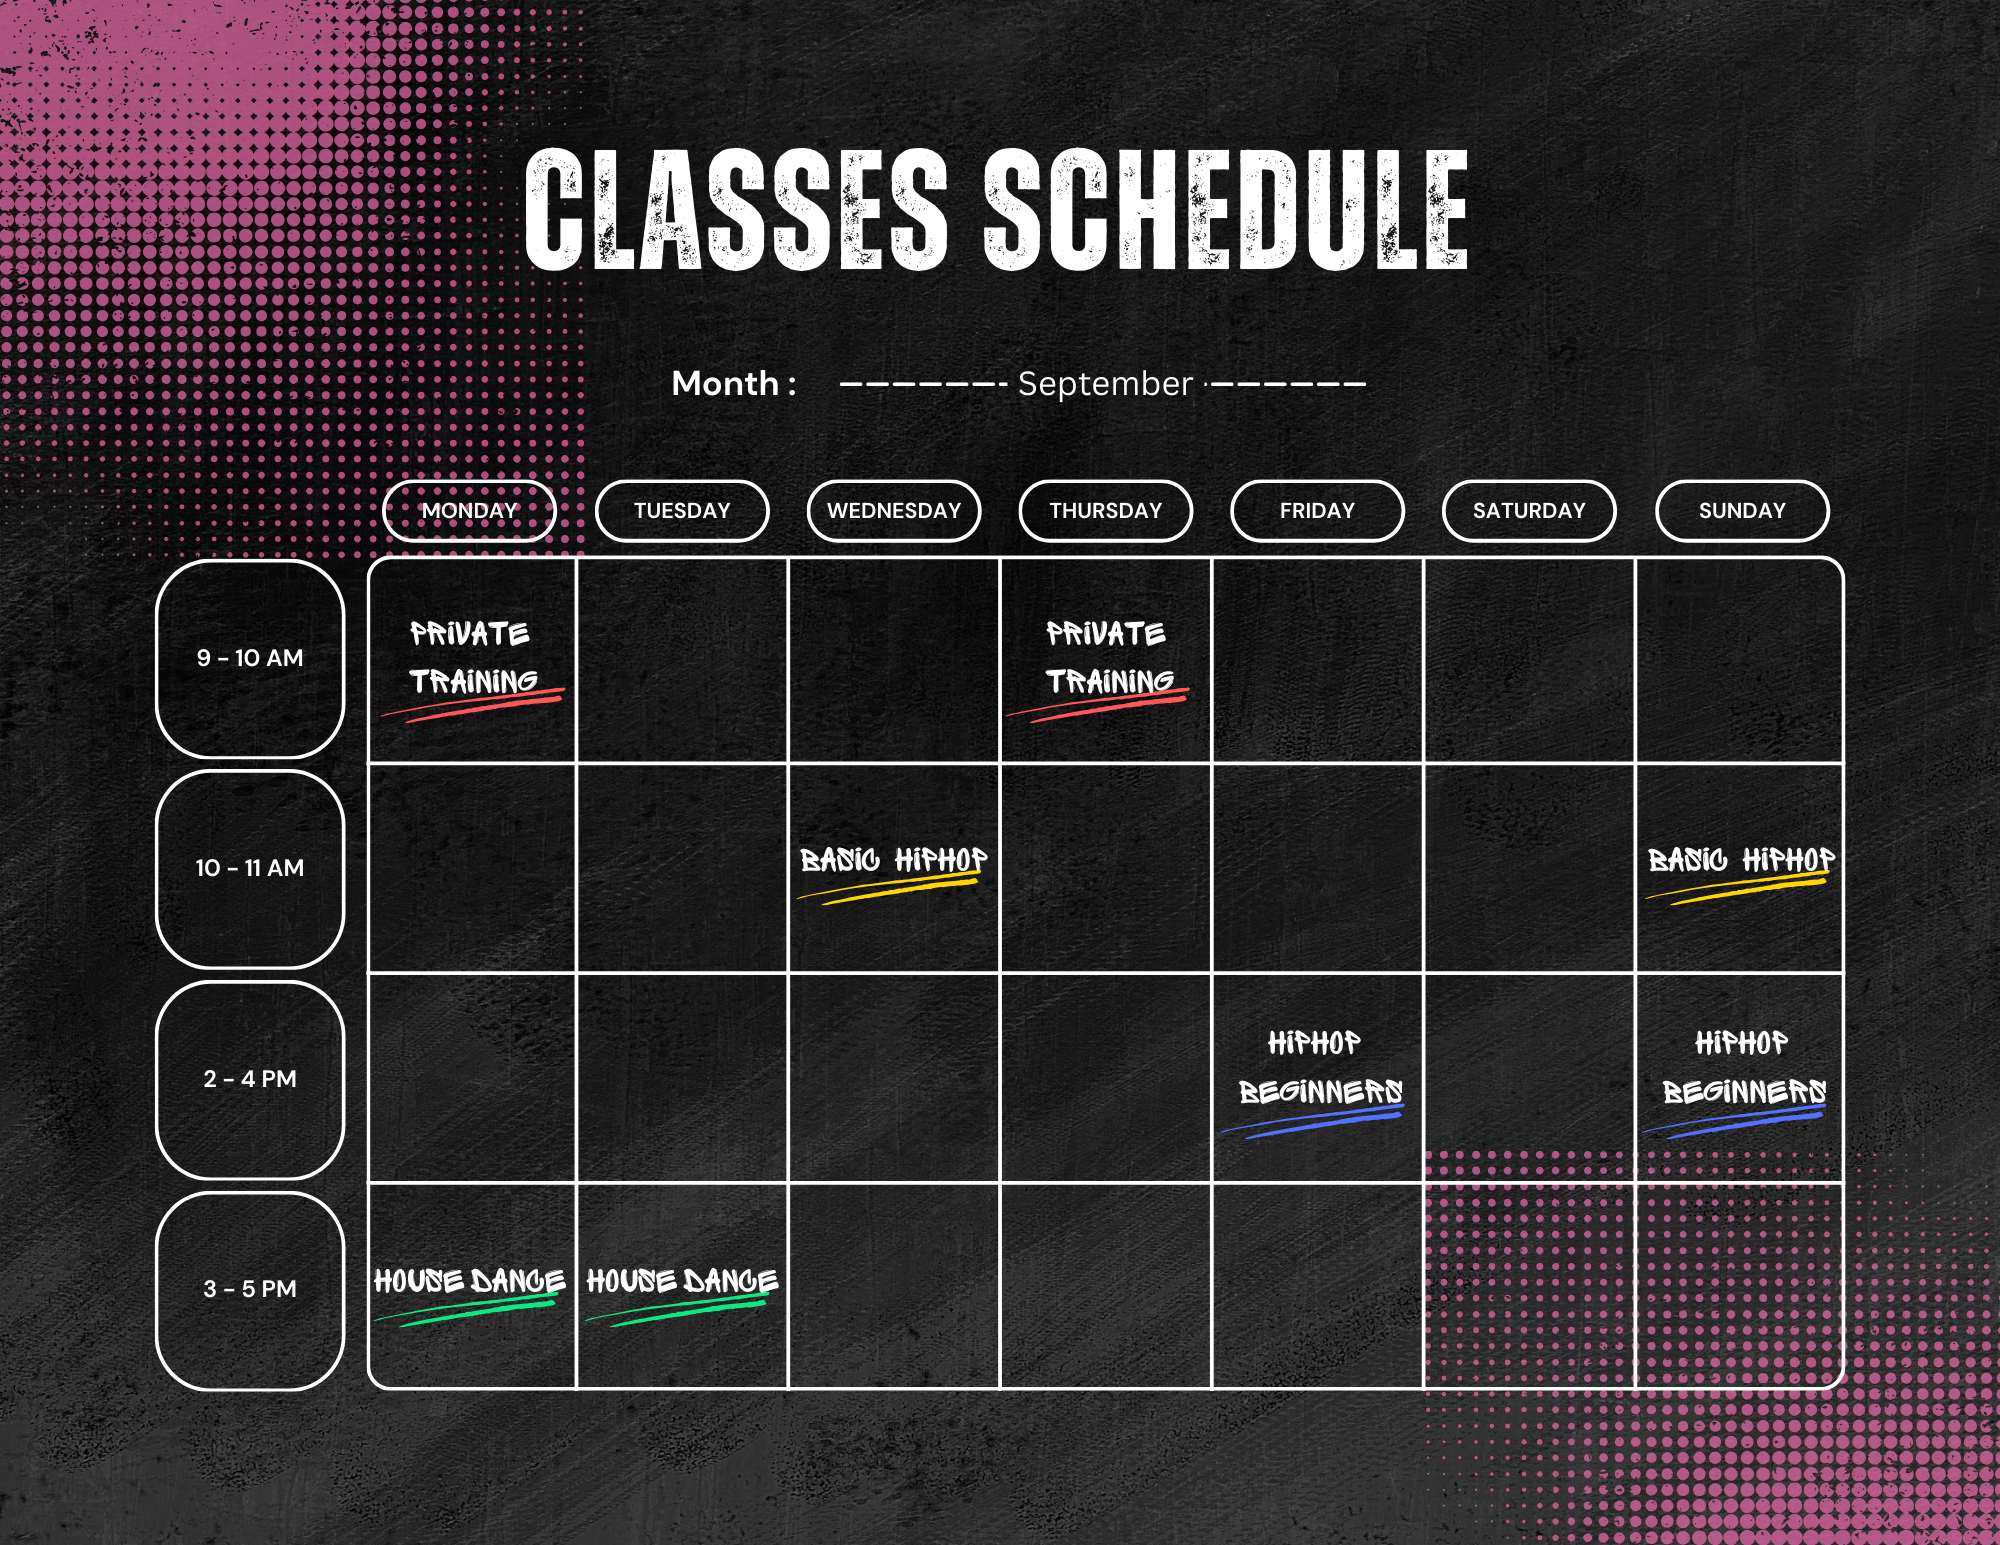 CLASSES SCHEDULE
Month : September
MONDAY TUESDAY WEDNESDAY THURSDAY FRIDAY SATURDAY SUNDAY
9 - 10 AM
PRIVATE
TRAINING
PRIVATE
TRAINING
10 - 11 AM
BASIC HIPHOP
BASIC HIPHOP
2 - 4 PM
HIPHOP
BEGINNERS
HIPHOP
BEGINNERS
3 - 5 PM
HOUSE DANCE
HOUSE DANCE